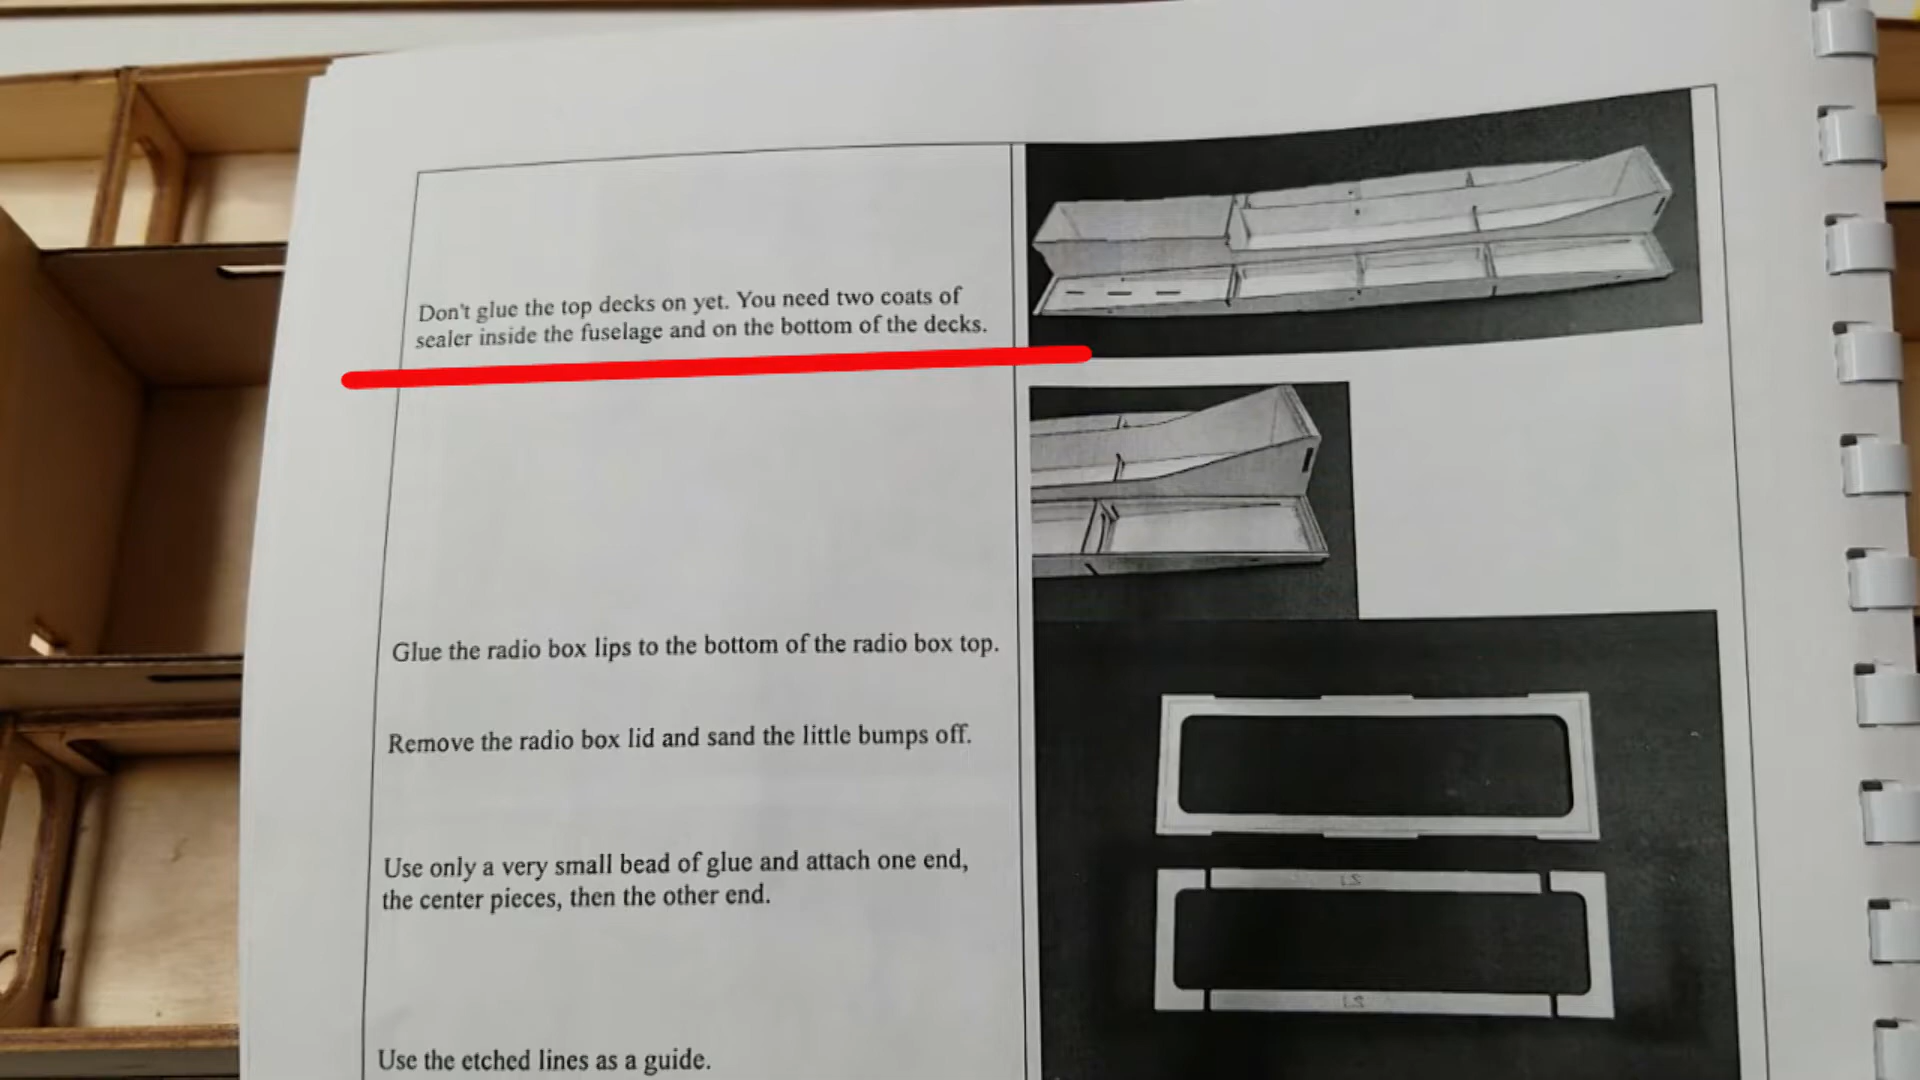 Don't glue the top decks on yet. You need two coats of
sealer inside the fuselage and on the bottom of the decks.
Glue the radio box lips to the bottom of the radio box top.
Remove the radio box lid and sand the little bumps off.
Use only a very small bead of glue and attach one end,
the center pieces, then the other end.
Use the etched lines as a guide.